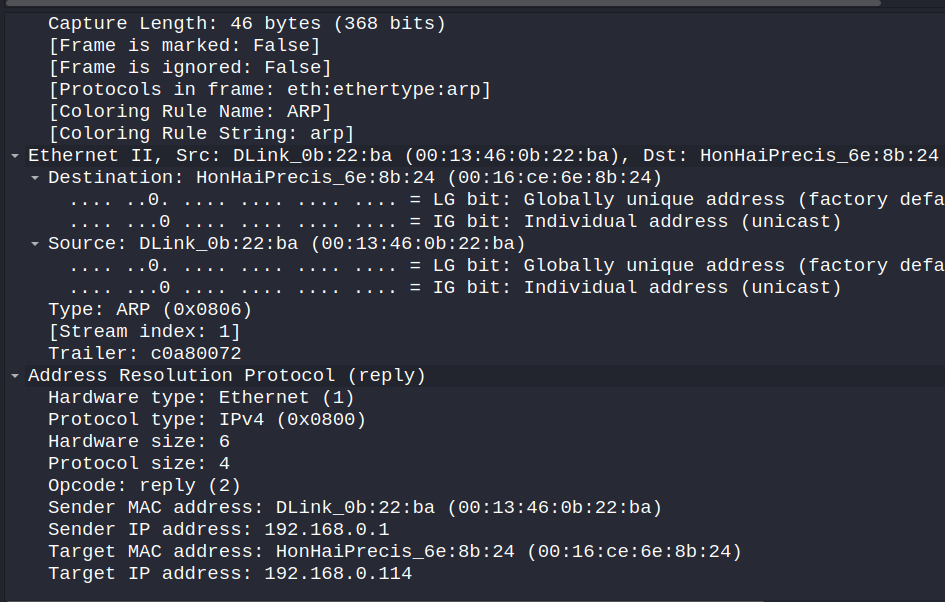 Capture Length: 46 bytes (368 bits)
[Frame is marked: False]
[Frame is ignored: False]
[Protocols in frame: eth:ethertype:arp]
[Coloring Rule Name: ARP]
[Coloring Rule String: arp]
Ethernet II, Src: DLink_0b:22:ba (00:13:46:0b:22:ba), Dst: HonHaiPrecis_6e:8b:24
Destination: HonHaiPrecis_6e:8b:24 (00:16:ce:6e:8b:24)
.... ..0. .... .... .... .... = LG bit: Globally unique address (factory defa
.... ...0 .... .... .... .... = IG bit: Individual address (unicast)
Source: DLink_0b:22:ba (00:13:46:0b:22:ba)
.... ..0. .... .... .... .... = LG bit: Globally unique address (factory defa
.... ...0 .... .... .... .... = IG bit: Individual address (unicast)
Type: ARP (0x0806)
[Stream index: 1]
Trailer: c0a80072
Address Resolution Protocol (reply)
Hardware type: Ethernet (1)
Protocol type: IPv4 (0x0800)
Hardware size: 6
Protocol size: 4
Opcode: reply (2)
Sender MAC address: DLink_0b:22:ba (00:13:46:0b:22:ba)
Sender IP address: 192.168.0.1
Target MAC address: HonHaiPrecis_6e:8b:24 (00:16:ce:6e:8b:24)
Target IP address: 192.168.0.114